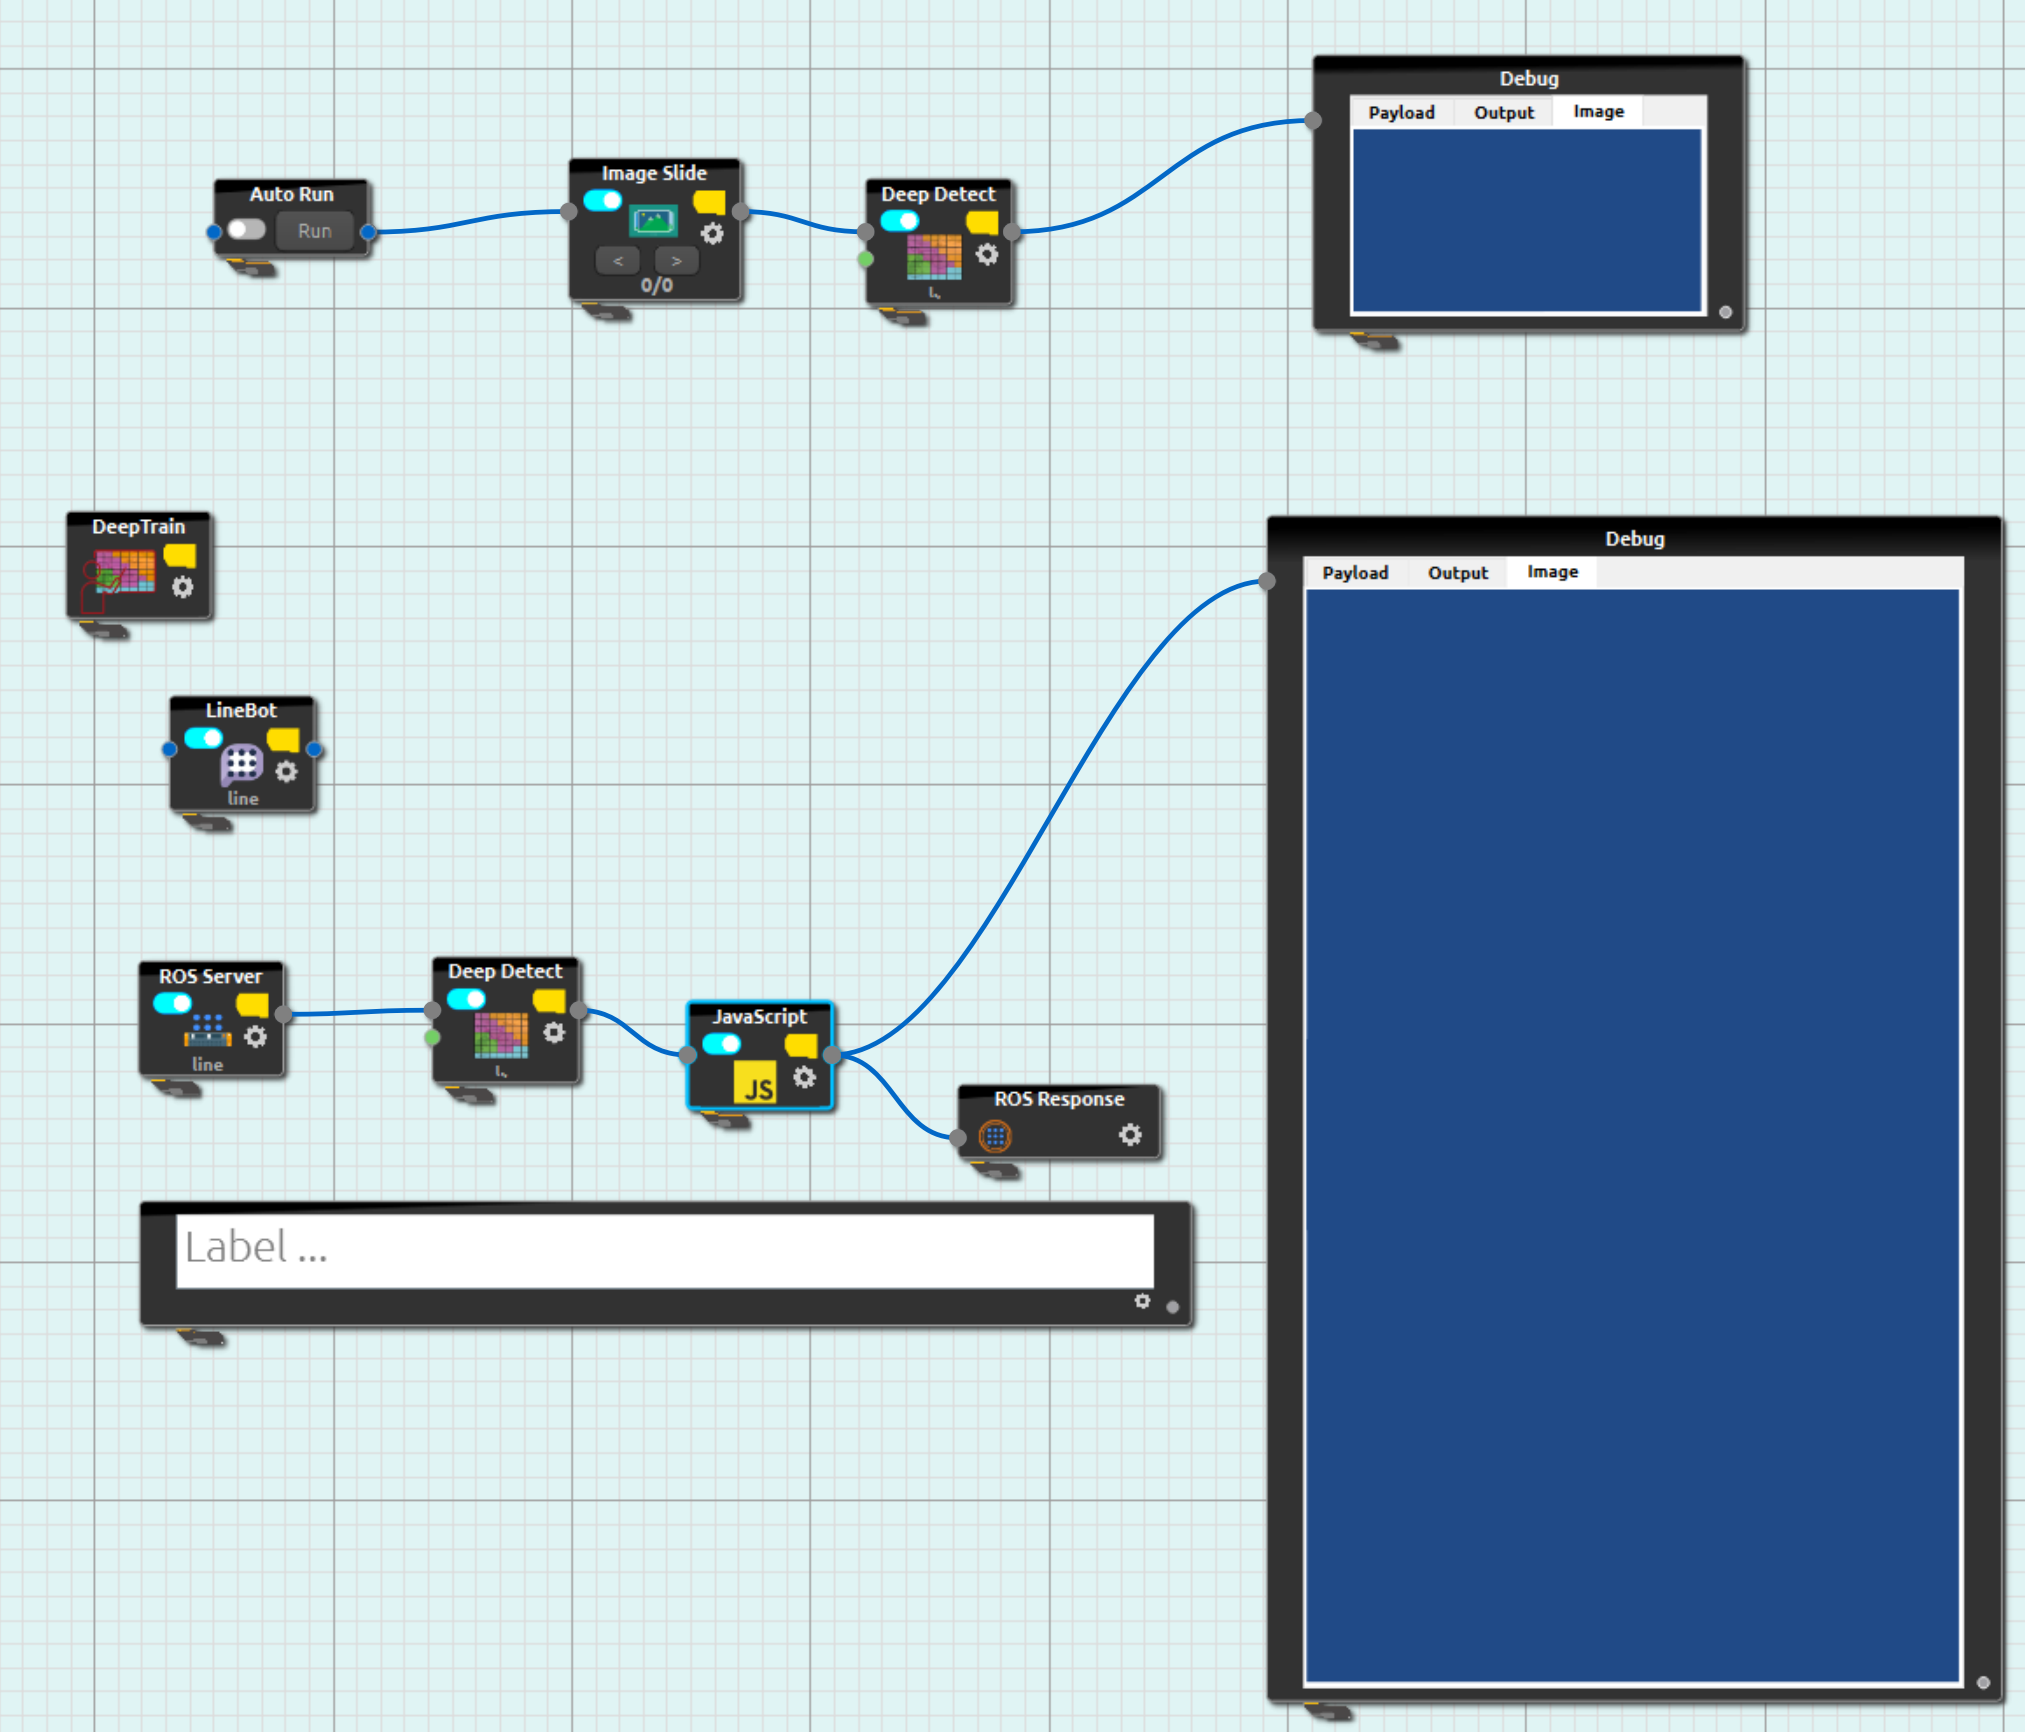 Debug
Payload Output Image
Auto Run
Run
Image Slide
< >
0/0
Deep Detect
DeepTrain
LineBot
line
Debug
Payload Output Image
ROS Server
line
Deep Detect
JavaScript
JS
ROS Response
Label ...